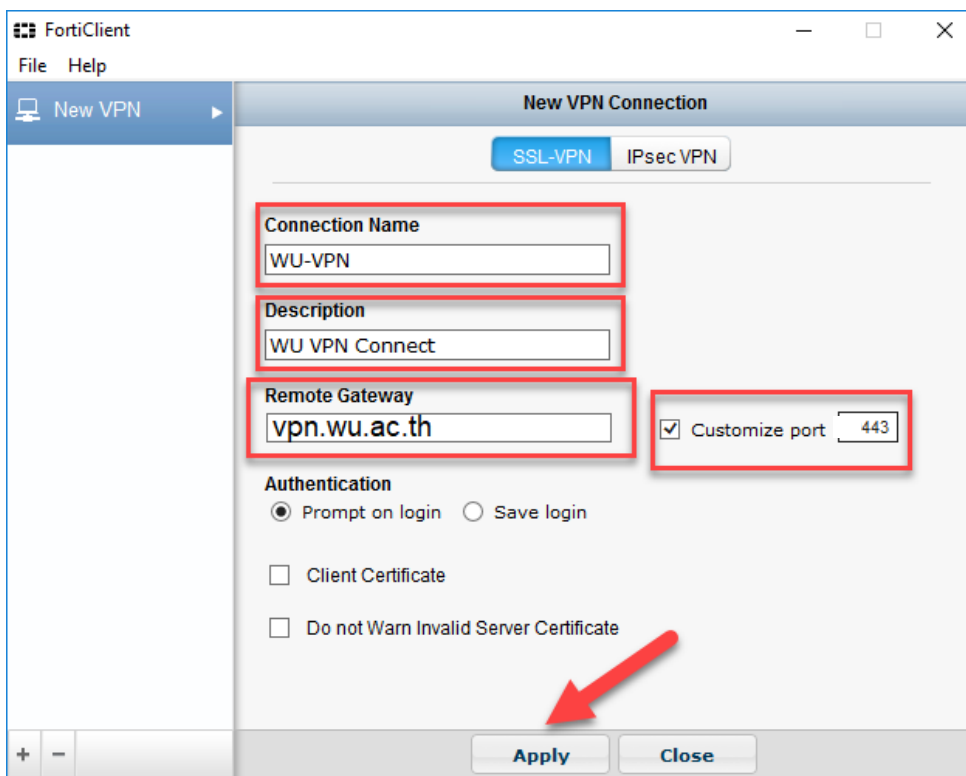 FortiClient
File Help
New VPN
New VPN Connection
SSL-VPN IPsec VPN
Connection Name
WU-VPN
Description
WU VPN Connect
Remote Gateway
vpn.wu.ac.th
Customize port 443
Authentication
Prompt on login Save login
Client Certificate
Do not Warn Invalid Server Certificate
+ -
Apply Close